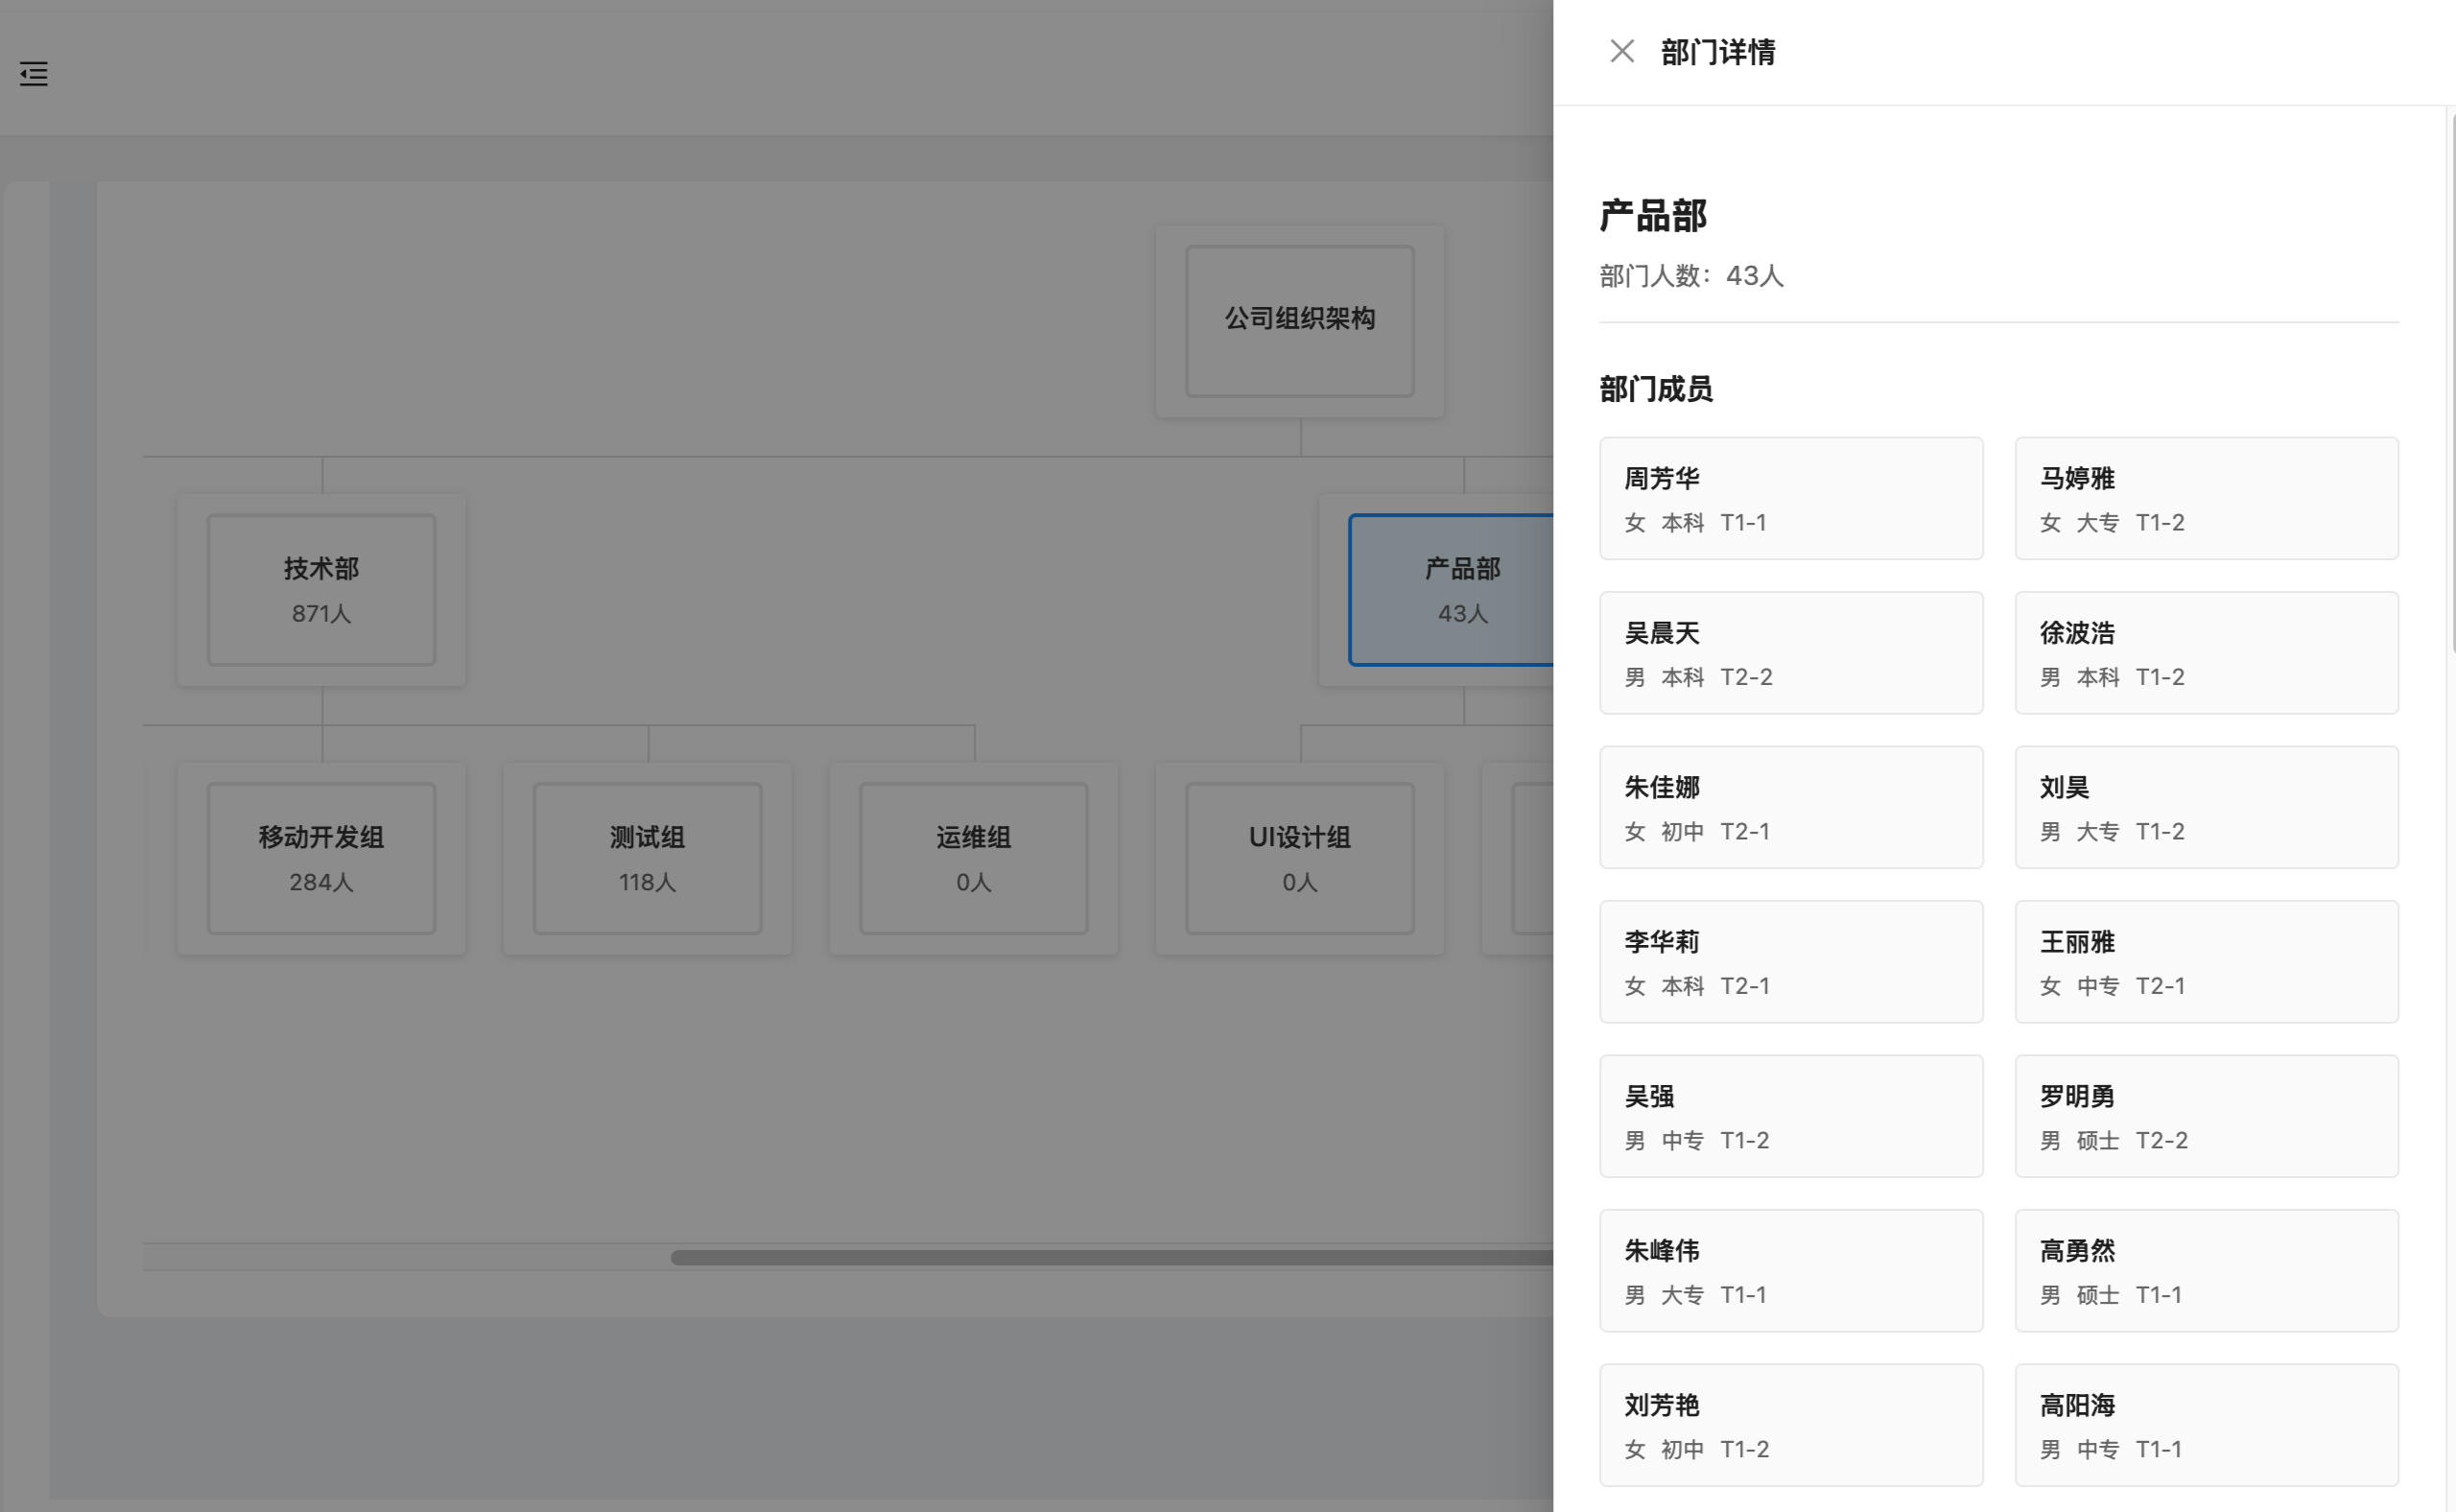 公司组织架构
技术部
871人
产品部
43人
移动开发组
284人
测试组
118人
运维组
0人
UI设计组
0人
部门详情
产品部
部门人数：43人
部门成员
周芳华
女 本科 T1-1
马婷雅
女 大专 T1-2
吴晨天
男 本科 T2-2
徐波浩
男 本科 T1-2
朱佳娜
女 初中 T2-1
刘昊
男 大专 T1-2
李华莉
女 本科 T2-1
王丽雅
女 中专 T2-1
吴强
男 中专 T1-2
罗明勇
男 硕士 T2-2
朱峰伟
男 大专 T1-1
高勇然
男 硕士 T1-1
刘芳艳
女 初中 T1-2
高阳海
男 中专 T1-1